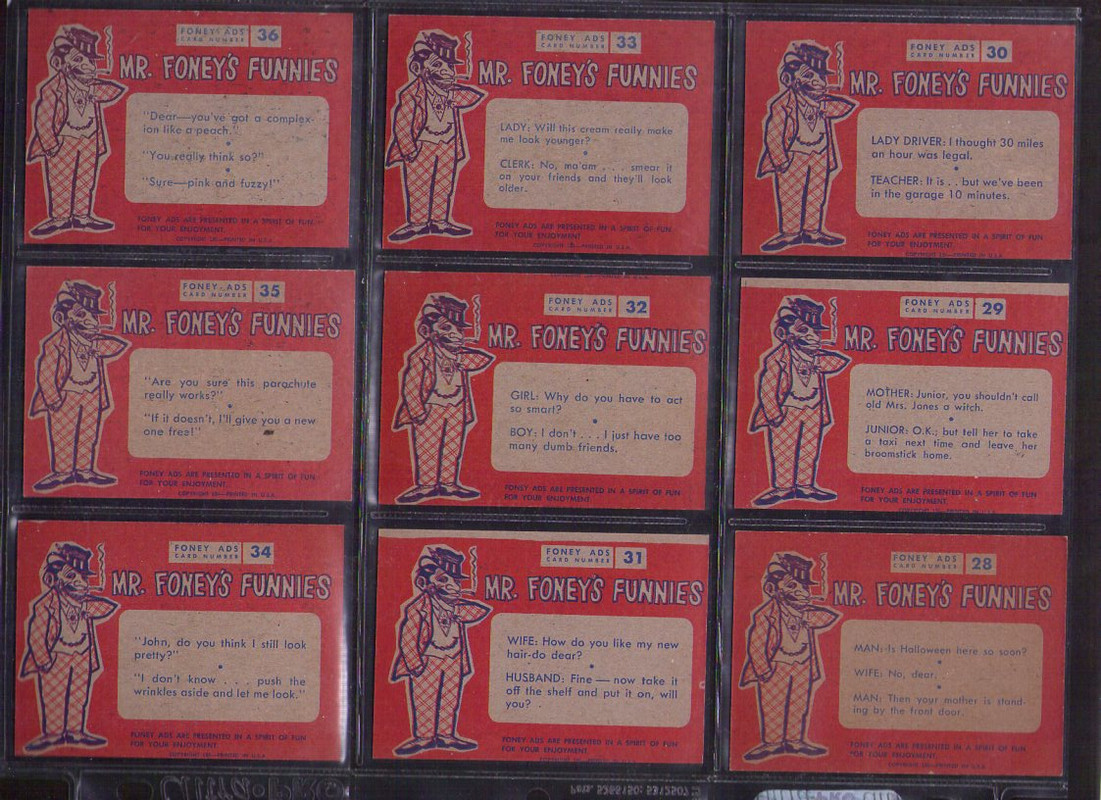 FONEY ADS
CARD NUMBER 36
MR. FONEY'S FUNNIES
"Dear—you've got a complex-
ion like a peach."
"You really think so?"
"Sure—pink and fuzzy!"
FONEY ADS ARE PRESENTED IN A SPIRIT OF FUN
FOR YOUR ENJOYMENT.
PRINTED IN U.S.A.
FONEY ADS
CARD NUMBER 33
MR. FONEY'S FUNNIES
LADY: Will this cream really make
me look younger?
CLERK: No, ma'am . . . smear it
on your friends and they'll look
older.
FONEY ADS ARE PRESENTED IN A SPIRIT OF FUN
FOR YOUR ENJOYMENT.
PRINTED IN U.S.A.
FONEY ADS
CARD NUMBER 30
MR. FONEY'S FUNNIES
LADY DRIVER: I thought 30 miles
an hour was legal.
TEACHER: It is . . but we've been
in the garage 10 minutes.
FONEY ADS ARE PRESENTED IN A SPIRIT OF FUN
FOR YOUR ENJOYMENT.
PRINTED IN U.S.A.
FONEY ADS
CARD NUMBER 35
MR. FONEY'S FUNNIES
"Are you sure this parachute
really works?"
"If it doesn't, I'll give you a new
one free!"
FONEY ADS ARE PRESENTED IN A SPIRIT OF FUN
FOR YOUR ENJOYMENT.
PRINTED IN U.S.A.
FONEY ADS
CARD NUMBER 32
MR. FONEY'S FUNNIES
GIRL: Why do you have to act
so smart?
BOY: I don't . . . I just have too
many dumb friends.
FONEY ADS ARE PRESENTED IN A SPIRIT OF FUN
FOR YOUR ENJOYMENT.
FONEY ADS
CARD NUMBER 29
MR. FONEY'S FUNNIES
MOTHER: Junior, you shouldn't call
old Mrs. Jones a witch.
JUNIOR: O.K.; but tell her to take
a taxi next time and leave her
broomstick home.
FONEY ADS ARE PRESENTED IN A SPIRIT OF FUN
FOR YOUR ENJOYMENT.
FONEY ADS
CARD NUMBER 34
MR. FONEY'S FUNNIES
"John, do you think I still look
pretty?"
"I don't know . . . push the
wrinkles aside and let me look."
FONEY ADS ARE PRESENTED IN A SPIRIT OF FUN
FOR YOUR ENJOYMENT.
PRINTED IN U.S.A.
FONEY ADS
CARD NUMBER 31
MR. FONEY'S FUNNIES
WIFE: How do you like my new
hair-do dear?
HUSBAND: Fine — now take it
off the shelf and put it on, will
you?
FONEY ADS ARE PRESENTED IN A SPIRIT OF FUN
FOR YOUR ENJOYMENT.
PRINTED IN U.S.A.
FONEY ADS
CARD NUMBER 28
MR. FONEY'S FUNNIES
MAN: Is Halloween here so soon?
WIFE: No, dear.
MAN: Then your mother is stand-
ing by the front door.
FONEY ADS ARE PRESENTED IN A SPIRIT OF FUN
FOR YOUR ENJOYMENT.
PRINTED IN U.S.A.